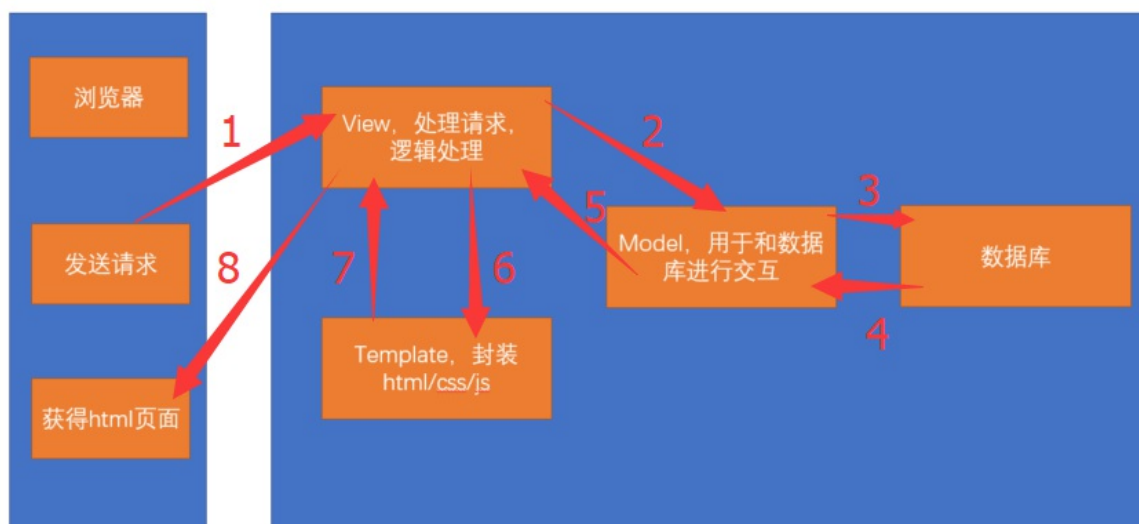 浏览器
发送请求
获得html页面
1
8
View，处理请求，
逻辑处理
2
5
3
4
7
6
Model，用于和数据
库进行交互
数据库
Template，封装
html/css/js